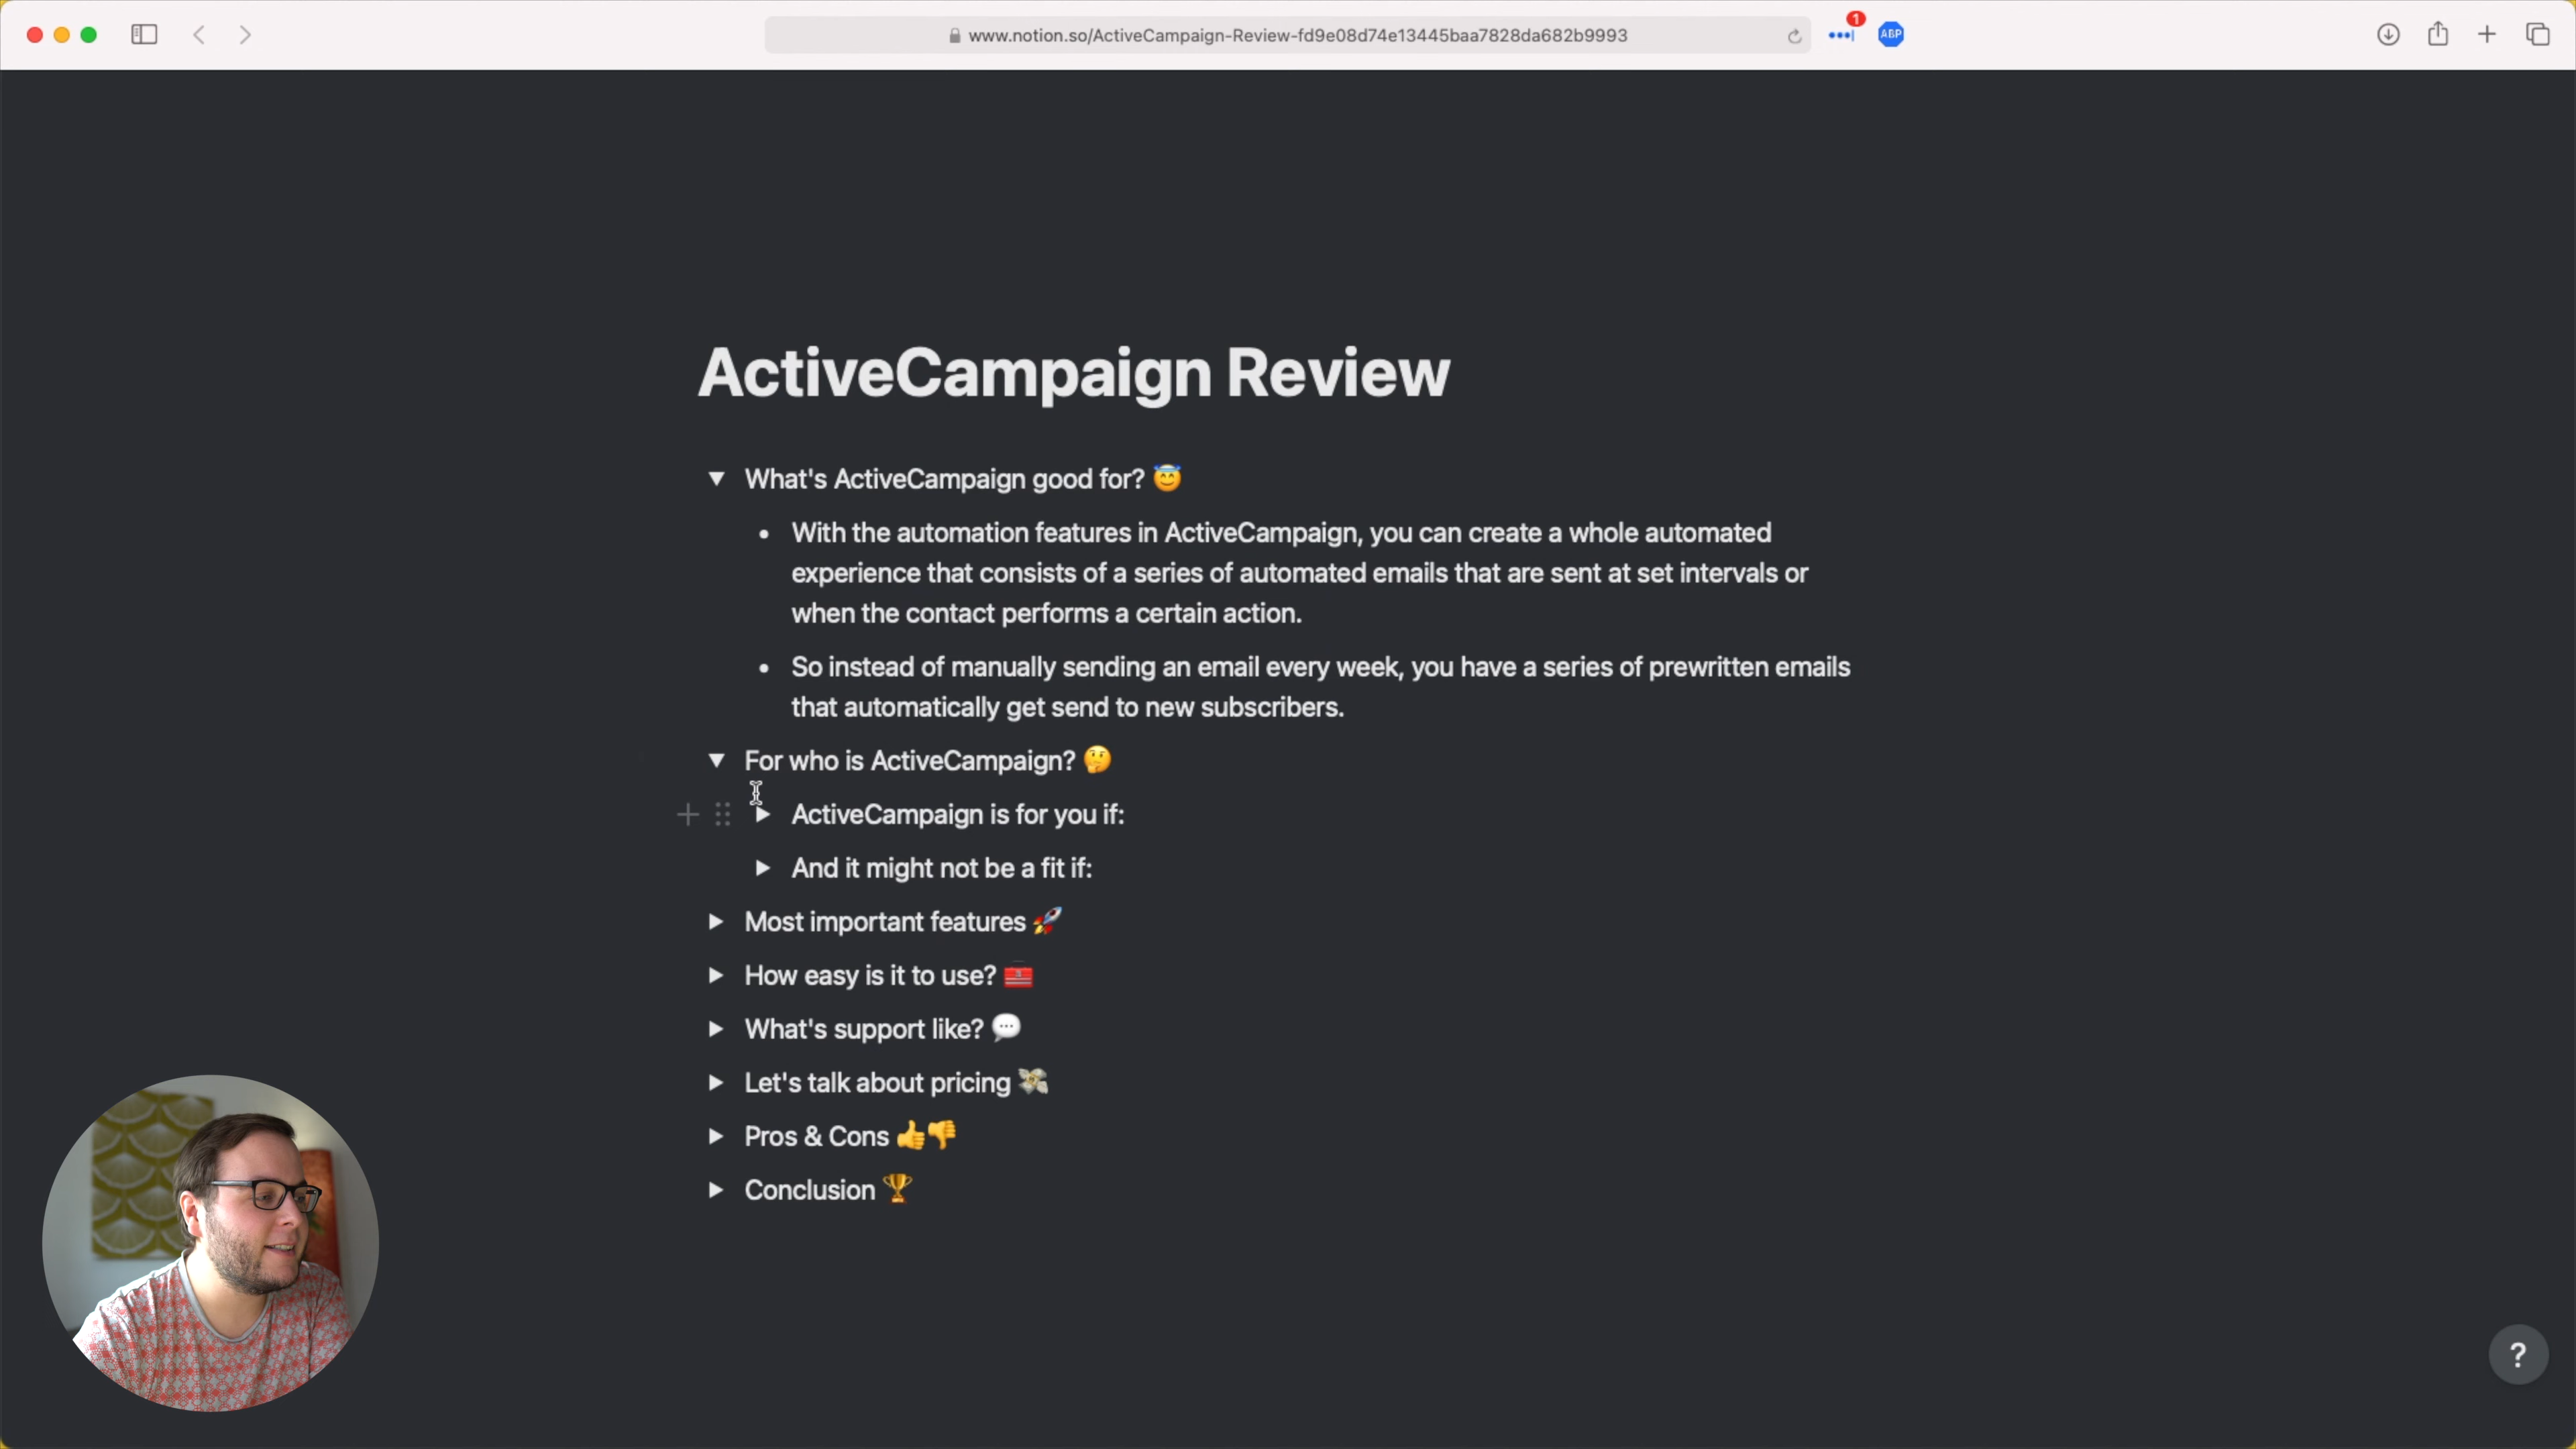 www.notion.so/ActiveCampaign-Review-fd9e08d74e13445baa7828da682b9993
1
ABP
ActiveCampaign Review
What's ActiveCampaign good for? 😇
With the automation features in ActiveCampaign, you can create a whole automated
experience that consists of a series of automated emails that are sent at set intervals or
when the contact performs a certain action.
So instead of manually sending an email every week, you have a series of prewritten emails
that automatically get send to new subscribers.
For who is ActiveCampaign? 🤔
ActiveCampaign is for you if:
And it might not be a fit if:
Most important features 🚀
How easy is it to use? 🧰
What's support like? 💬
Let's talk about pricing 💸
Pros & Cons 👍👎
Conclusion 🏆
?